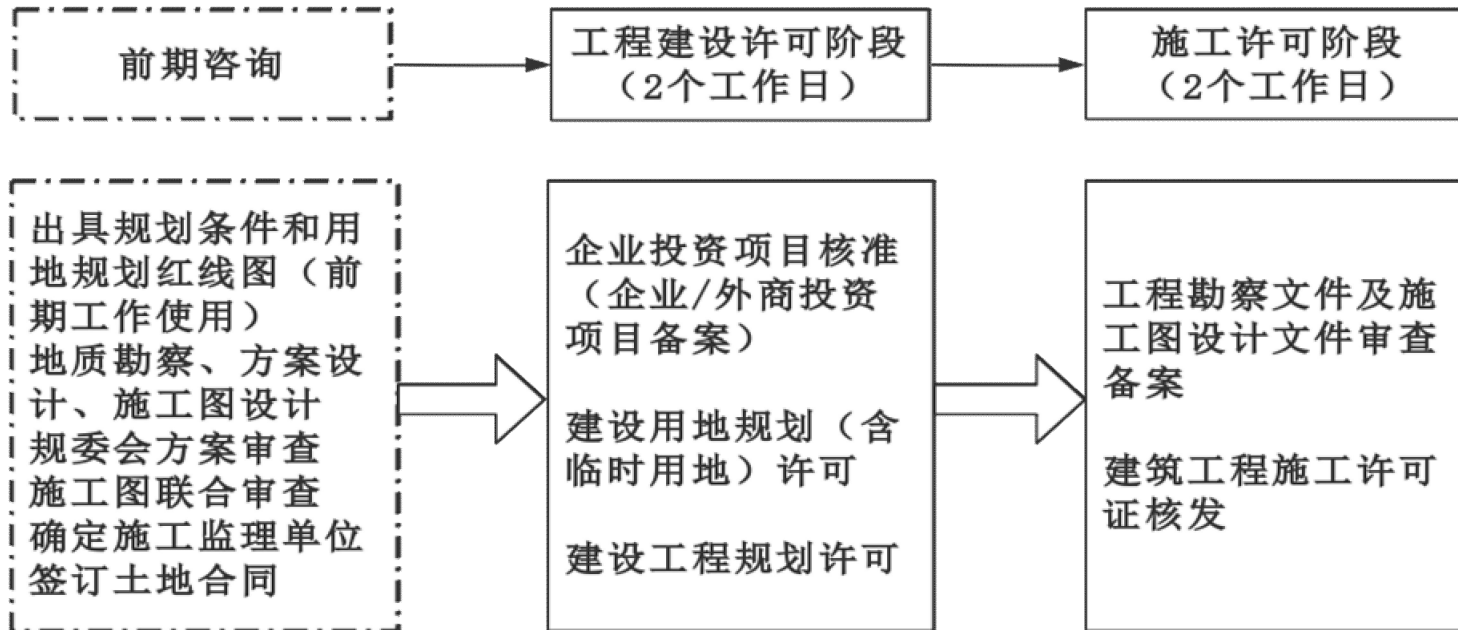 前期咨询
工程建设许可阶段
（2个工作日）
施工许可阶段
（2个工作日）
出具规划条件和用
地规划红线图（前
期工作使用）
地质勘察、方案设
计、施工图设计
规委会方案审查
施工图联合审查
确定施工监理单位
签订土地合同
企业投资项目核准
（企业/外商投资
项目备案）
建设用地规划（含
临时用地）许可
建设工程规划许可
工程勘察文件及施
工图设计文件审查
备案
建筑工程施工许可
证核发